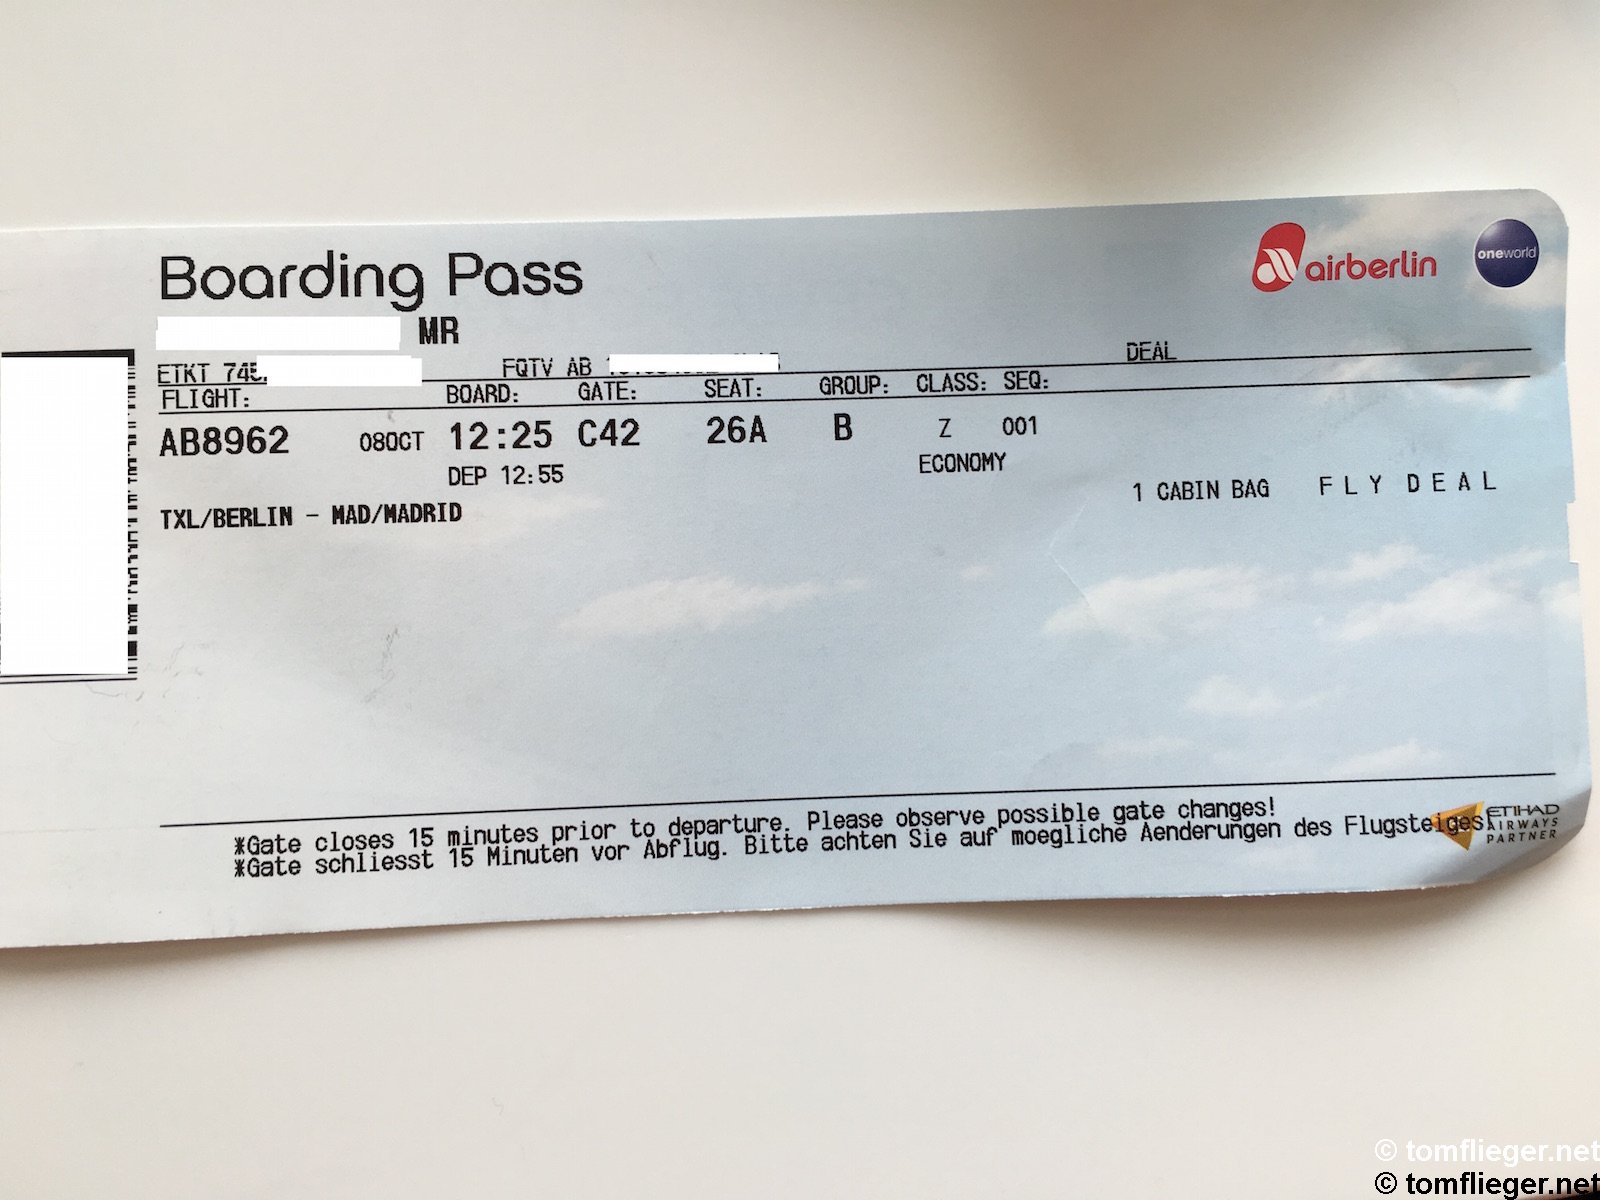 Boarding Pass
airberlin
oneworld
MR
ETKT 745
FQTV AB
DEAL
FLIGHT: BOARD: GATE: SEAT: GROUP: CLASS: SEQ:
AB8962 08OCT 12:25 C42 26A B Z 001
DEP 12:55 ECONOMY
1 CABIN BAG FLY DEAL
TXL/BERLIN - MAD/MADRID
*Gate closes 15 minutes prior to departure. Please observe possible gate changes!
*Gate schliesst 15 Minuten vor Abflug. Bitte achten Sie auf moegliche Aenderungen des Flugsteiges
ETIHAD
AIRWAYS
PARTNER
© tomflieger.net
© tomflieger.net